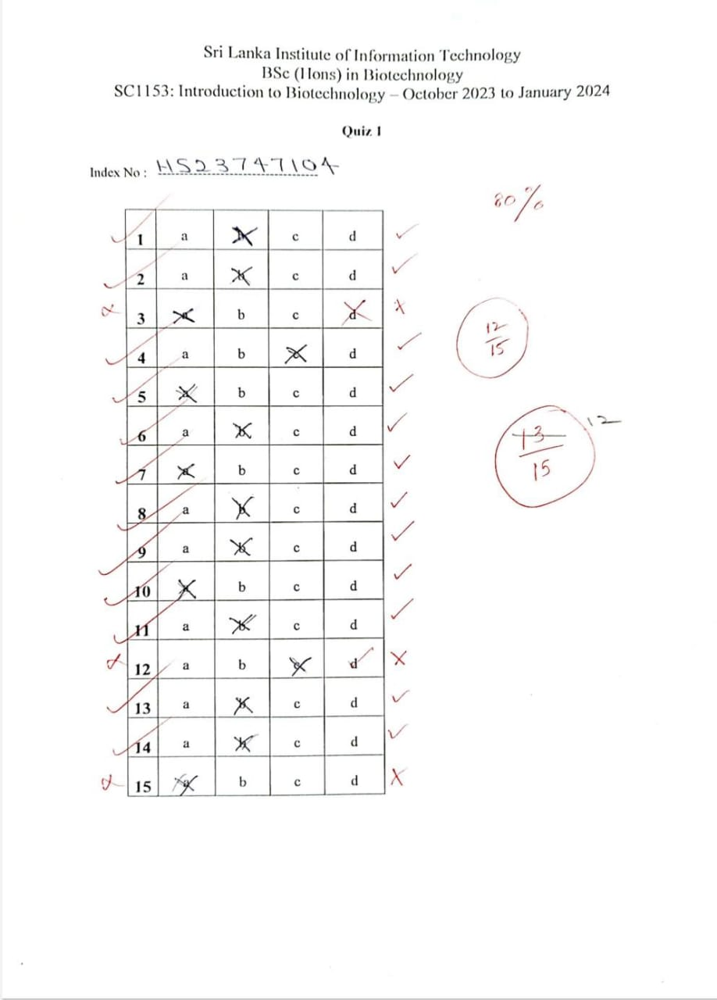 Sri Lanka Institute of Information Technology
BSc (Hons) in Biotechnology
SC1153: Introduction to Biotechnology – October 2023 to January 2024
Quiz 1
Index No : HS23747104
80%
1 a b c d
2 a b c d
3 a b c d
12/15
4 a b c d
5 a b c d
6 a b c d
13/15 12
7 a b c d
8 a b c d
9 a b c d
10 a b c d
11 a b c d
12 a b c d
13 a b c d
14 a b c d
15 a b c d